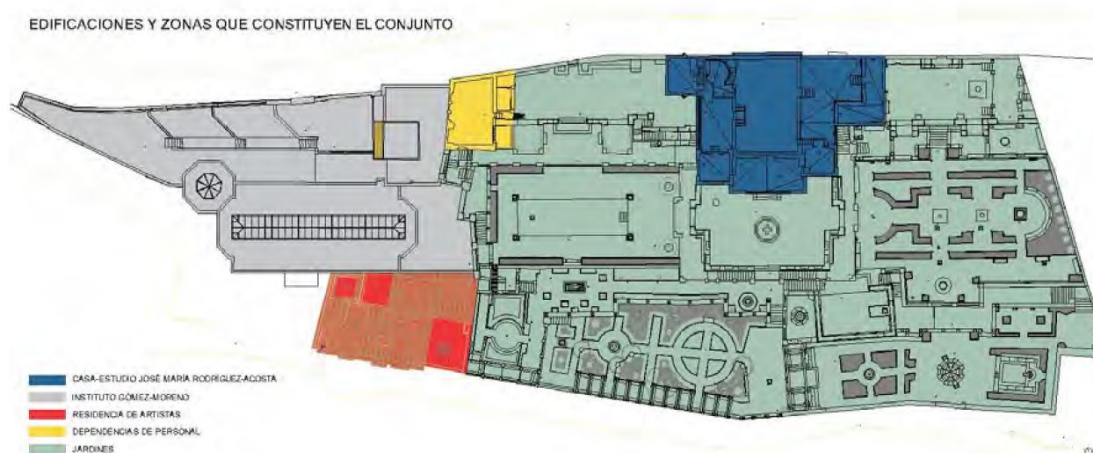 EDIFICACIONES Y ZONAS QUE CONSTITUYEN EL CONJUNTO
CASA-ESTUDIO JOSÉ MARÍA RODRÍGUEZ-ACOSTA
INSTITUTO GÓMEZ-MORENO
RESIDENCIA DE ARTISTAS
DEPENDENCIAS DE PERSONAL
JARDINES